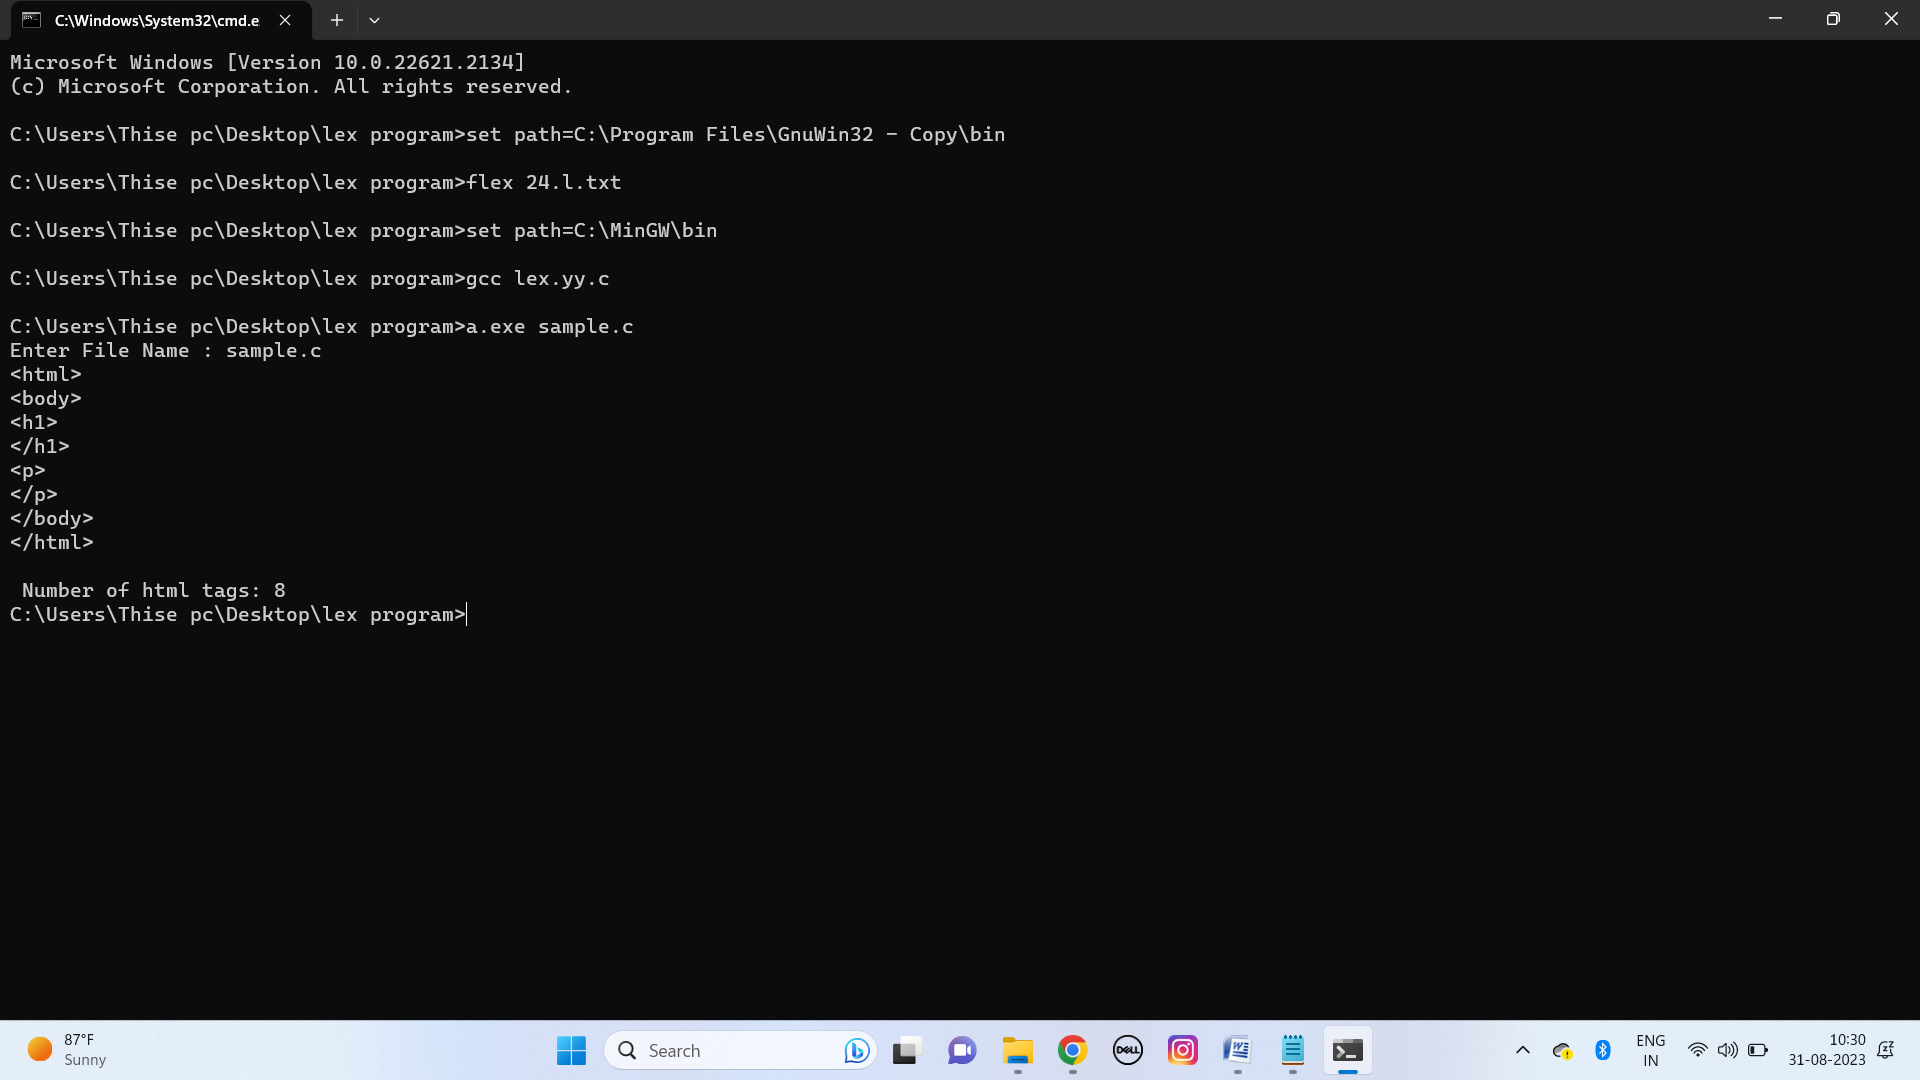 C:\Windows\System32\cmd.e
Microsoft Windows [Version 10.0.22621.2134]
(c) Microsoft Corporation. All rights reserved.
C:\Users\Thise pc\Desktop\lex program>set path=C:\Program Files\GnuWin32 - Copy\bin
C:\Users\Thise pc\Desktop\lex program>flex 24.l.txt
C:\Users\Thise pc\Desktop\lex program>set path=C:\MinGW\bin
C:\Users\Thise pc\Desktop\lex program>gcc lex.yy.c
C:\Users\Thise pc\Desktop\lex program>a.exe sample.c
Enter File Name : sample.c
<html>
<body>
<h1>
</h1>
<p>
</p>
</body>
</html>
Number of html tags: 8
C:\Users\Thise pc\Desktop\lex program>
87°F
Sunny
Search
DELL
ENG
IN
10:30
31-08-2023